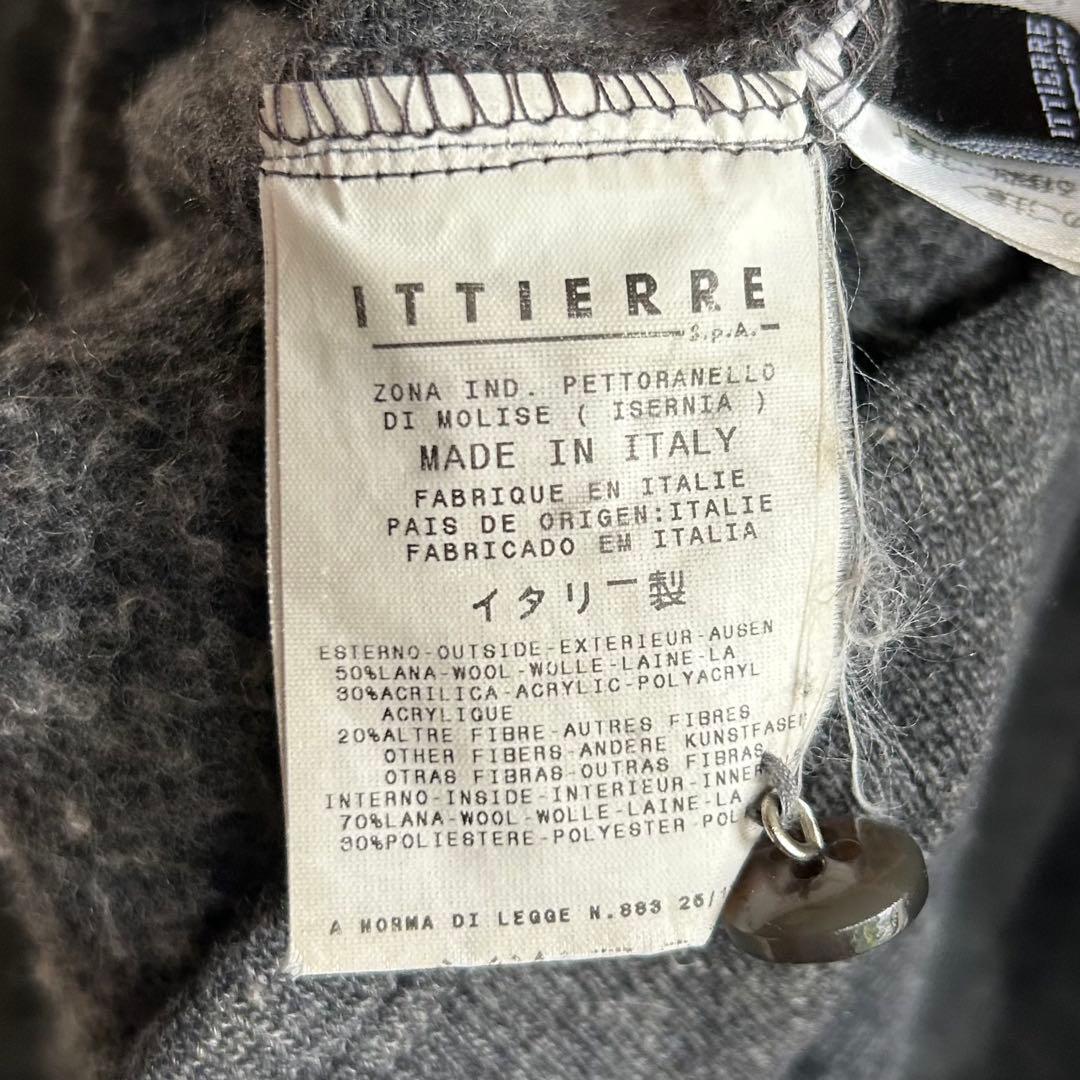 ITTIERRE
S.p.A.
ZONA IND. PETTORANELLO
DI MOLISE ( ISERNIA )
MADE IN ITALY
FABRIQUE EN ITALIE
PAIS DE ORIGEN:ITALIE
FABRICADO EM ITALIA
イタリー製
ESTERNO-OUTSIDE-EXTERIEUR-AUSEN
50%LANA-WOOL-WOLLE-LAINE-LA
30%ACRILICA-ACRYLIC-POLYACRYL
ACRYLIQUE
20%ALTRE FIBRE-AUTRES FIBRES
OTHER FIBERS-ANDERE KUNSTFASER
OTRAS FIBRAS-OUTRAS FIBRAS
INTERNO-INSIDE-INTERIEUR-INNER
70%LANA-WOOL-WOLLE-LAINE-LA
30%POLIESTERE-POLYESTER-POL
A NORMA DI LEGGE N.883 26/
ITTIERRE